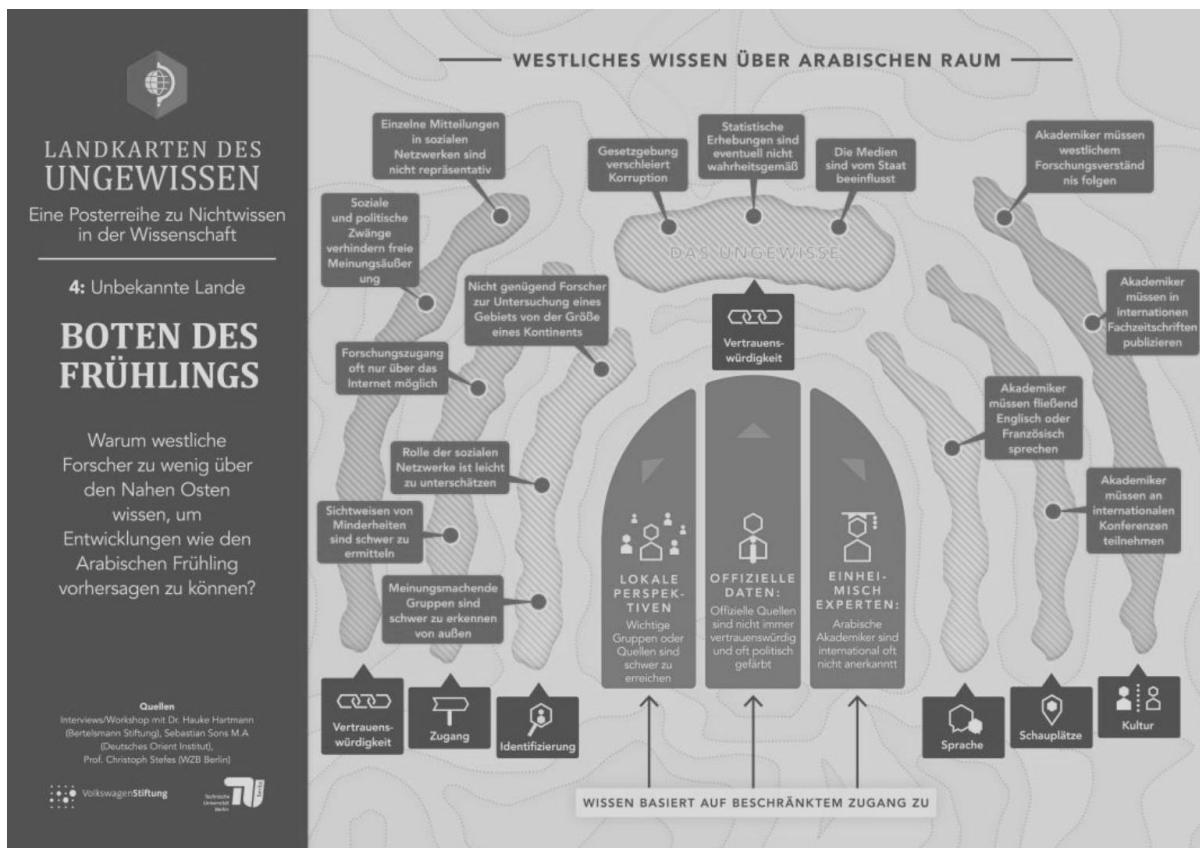 LANDKARTEN DES
UNGEWISSEN
Eine Posterreihe zu Nichtwissen
in der Wissenschaft
4: Unbekannte Lande
BOTEN DES
FRÜHLINGS
Warum westliche
Forscher zu wenig über
den Nahen Osten
wissen, um
Entwicklungen wie den
Arabischen Frühling
vorhersagen zu können?
Quellen
Interviews/Workshop mit Dr. Hauke Hartmann
(Bertelsmann Stiftung), Sebastian Sons M.A
(Deutsches Orient Institut),
Prof. Christoph Stefes (WZB Berlin)
VolkswagenStiftung
Technische
Universität
Berlin
WESTLICHES WISSEN ÜBER ARABISCHEN RAUM
Einzelne Mitteilungen
in sozialen
Netzwerken sind
nicht repräsentativ
Soziale
und politische
Zwänge
verhindern freie
Meinungsäußer
ung
Nicht genügend Forscher
zur Untersuchung eines
Gebiets von der Größe
eines Kontinents
Forschungszugang
oft nur über das
Internet möglich
Rolle der sozialen
Netzwerke ist leicht
zu unterschätzen
Sichtweisen von
Minderheiten
sind schwer zu
ermitteln
Meinungsmachende
Gruppen sind
schwer zu erkennen
von außen
Vertrauens-
würdigkeit
Zugang
Identifizierung
Gesetzgebung
verschleiert
Korruption
Statistische
Erhebungen sind
eventuell nicht
wahrheitsgemäß
Die Medien
sind vom Staat
beeinflusst
DAS UNGEWISSE
Vertrauens-
würdigkeit
LOKALE
PERSPEK-
TIVEN
Wichtige
Gruppen oder
Quellen sind
schwer zu
erreichen
OFFIZIELLE
DATEN:
Offizielle Quellen
sind nicht immer
vertrauenswürdig
und oft politisch
gefärbt
EINHEI-
MISCH
EXPERTEN:
Arabische
Akademiker sind
international oft
nicht anerkanntt
WISSEN BASIERT AUF BESCHRÄNKTEM ZUGANG ZU
Akademiker müssen
westlichem
Forschungsverständ
nis folgen
Akademiker
müssen in
internationen
Fachzeitschriften
publizieren
Akademiker
müssen fließend
Englisch oder
Französisch
sprechen
Akademiker
müssen an
internationalen
Konferenzen
teilnehmen
Sprache
Schauplätze
Kultur